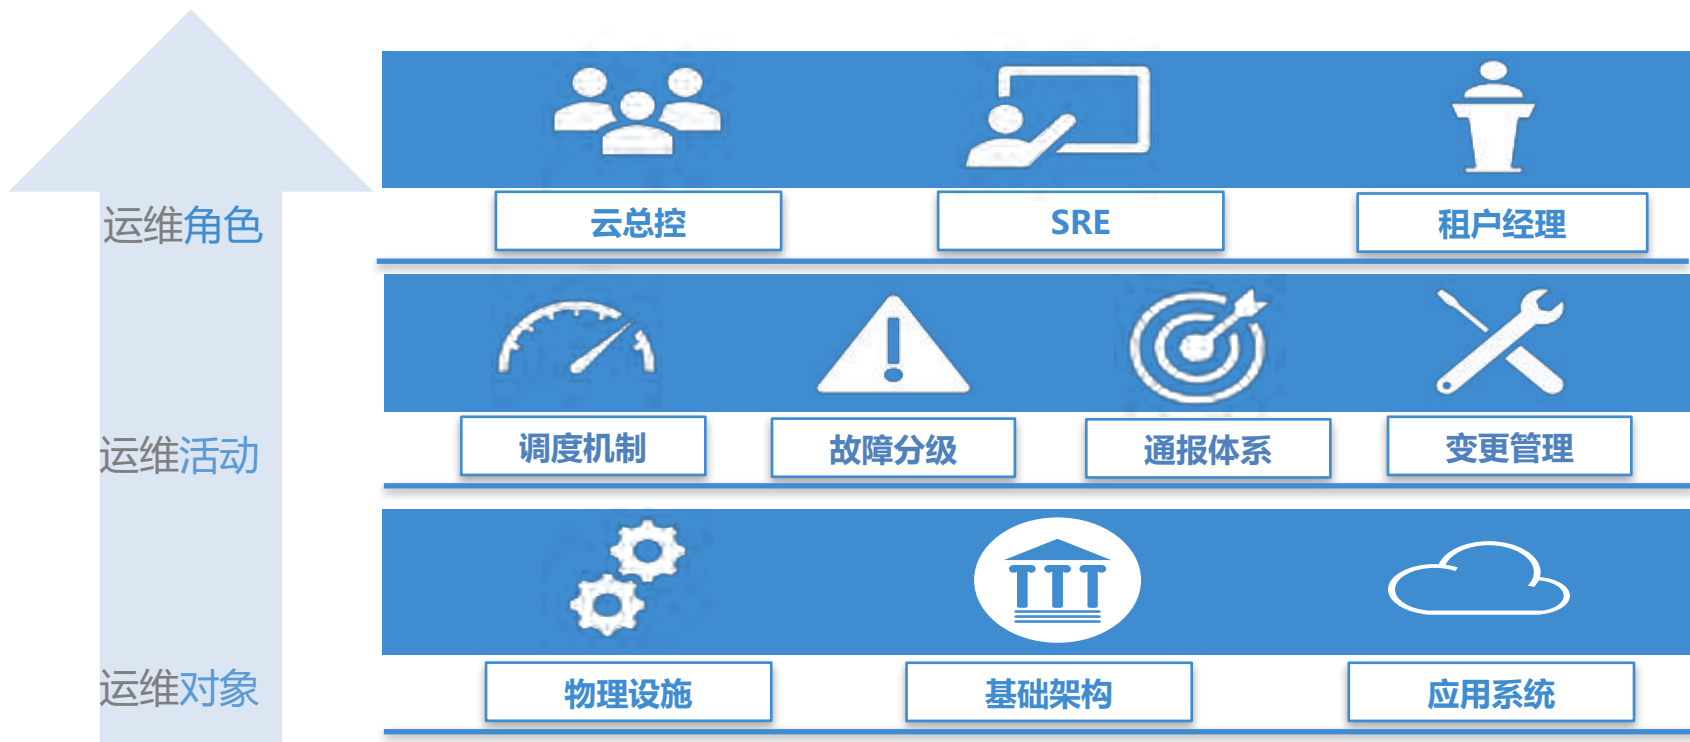 运维角色
云总控
SRE
租户经理
运维活动
调度机制
故障分级
通报体系
变更管理
运维对象
物理设施
基础架构
应用系统